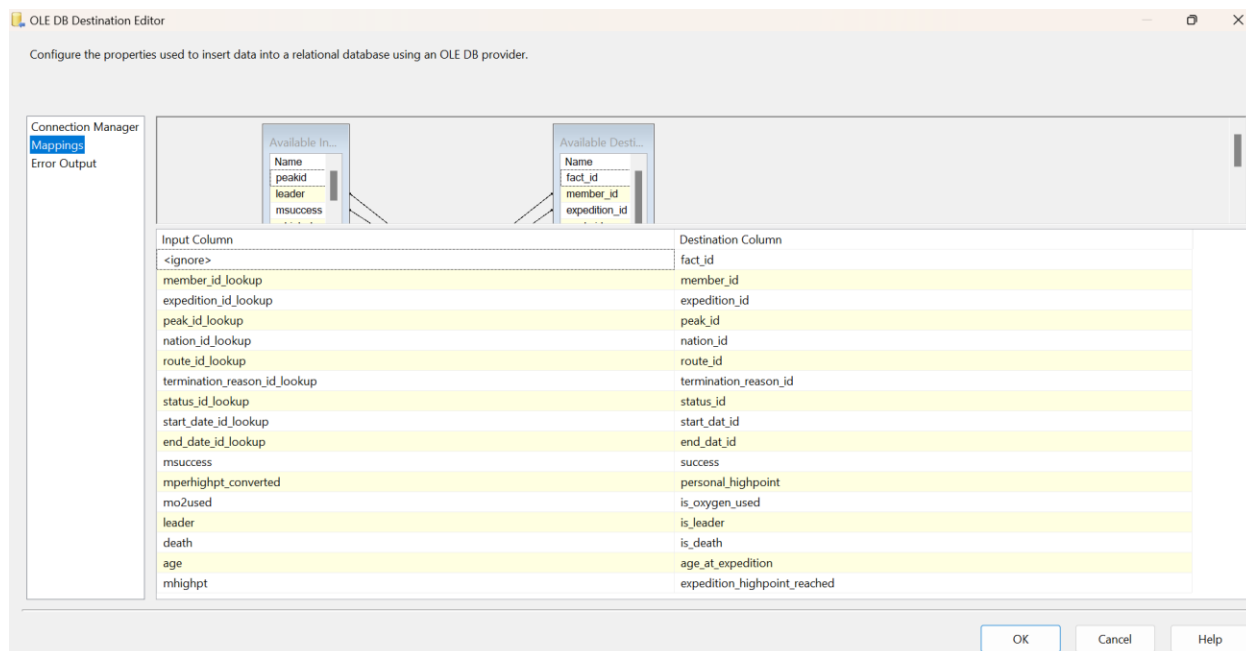 OLE DB Destination Editor
Configure the properties used to insert data into a relational database using an OLE DB provider.
Connection Manager
Mappings
Error Output
Available In...
Name
peakid
leader
msuccess
Available Desti...
Name
fact_id
member_id
expedition_id
Input Column Destination Column
<ignore> fact_id
member_id_lookup member_id
expedition_id_lookup expedition_id
peak_id_lookup peak_id
nation_id_lookup nation_id
route_id_lookup route_id
termination_reason_id_lookup termination_reason_id
status_id_lookup status_id
start_date_id_lookup start_dat_id
end_date_id_lookup end_dat_id
msuccess success
mperhighpt_converted personal_highpoint
mo2used is_oxygen_used
leader is_leader
death is_death
age age_at_expedition
mhighpt expedition_highpoint_reached
OK Cancel Help